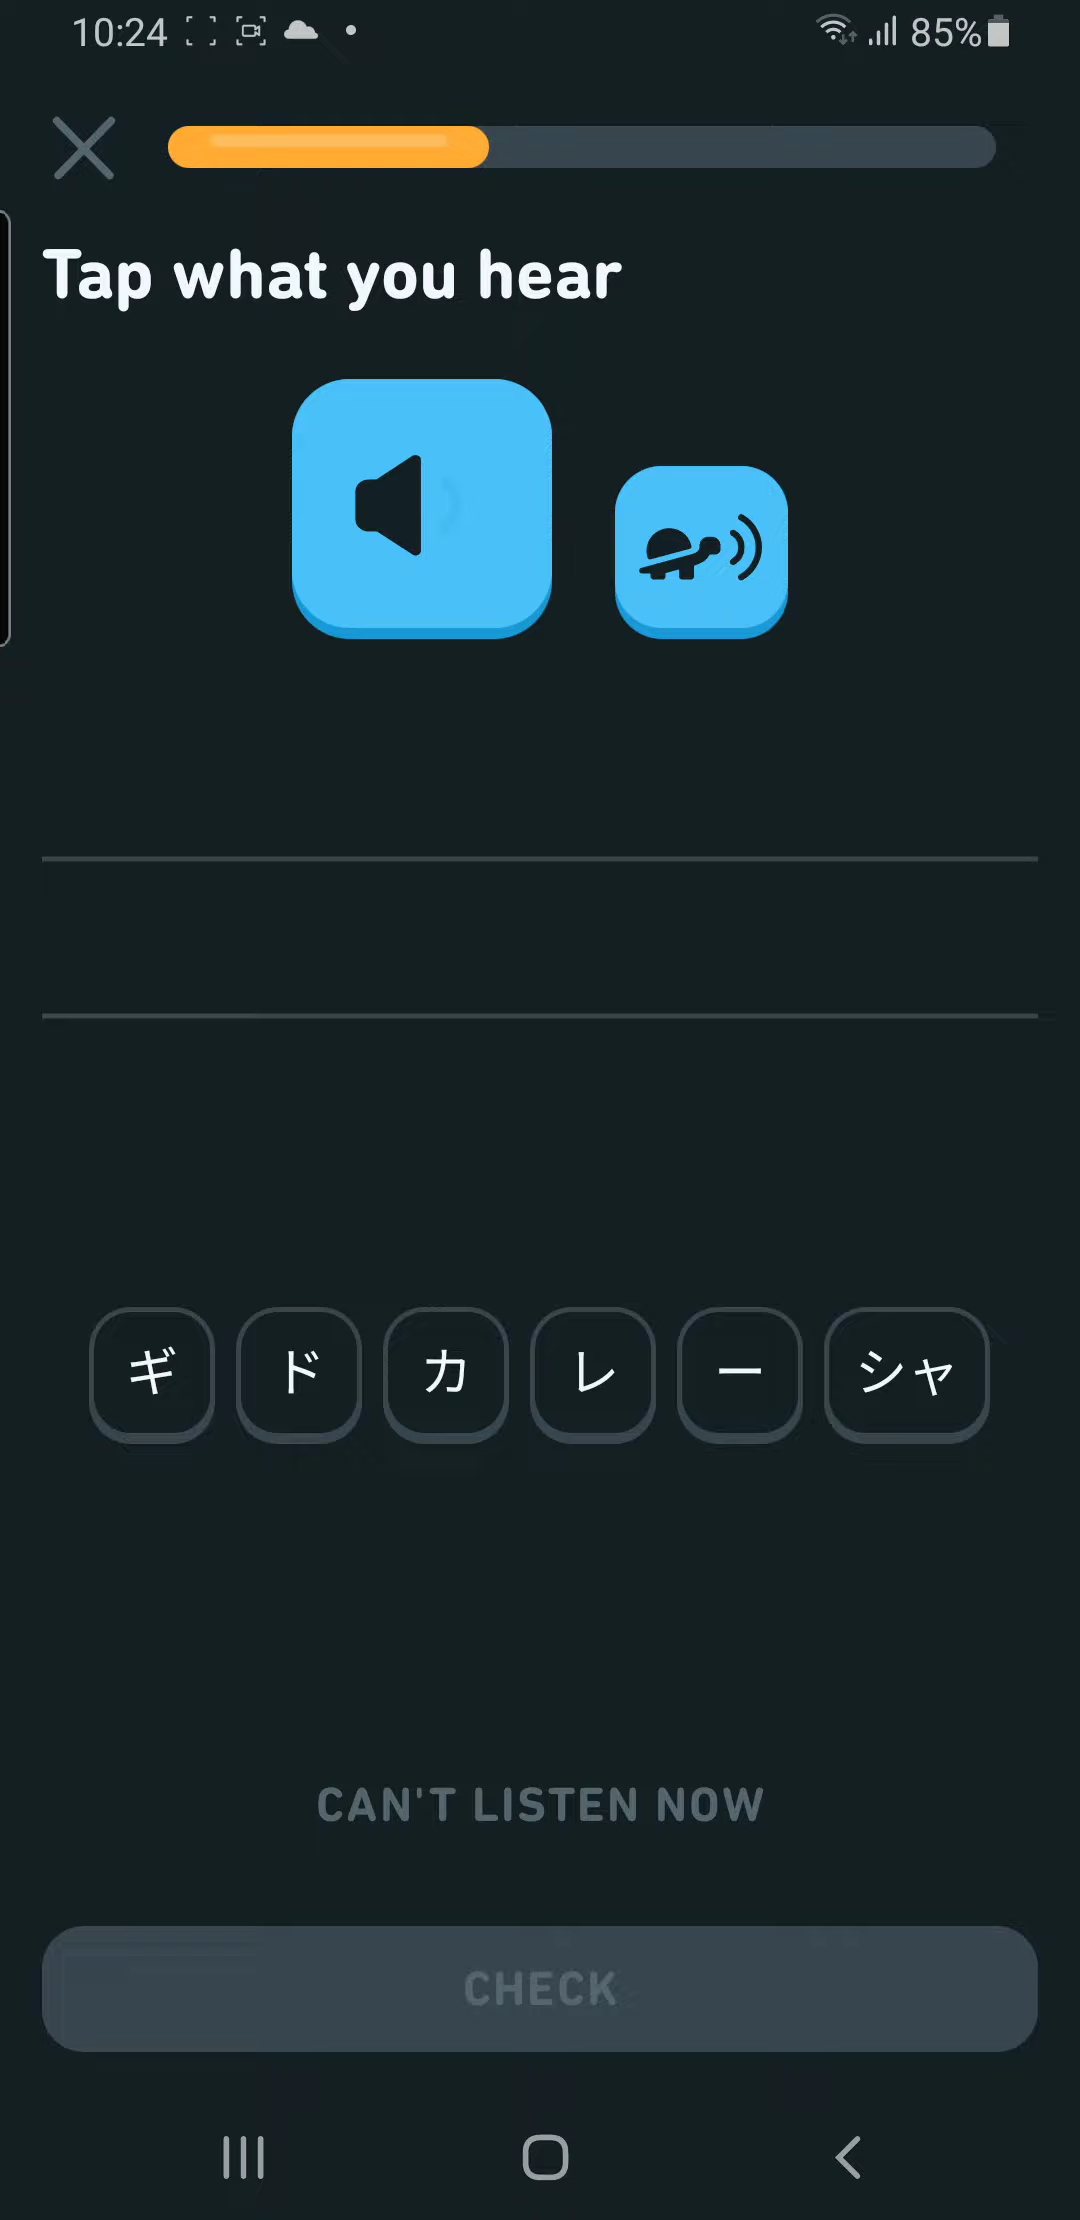 10:24 85%
Tap what you hear
ギ ド カ レ ー シャ
CAN'T LISTEN NOW
CHECK